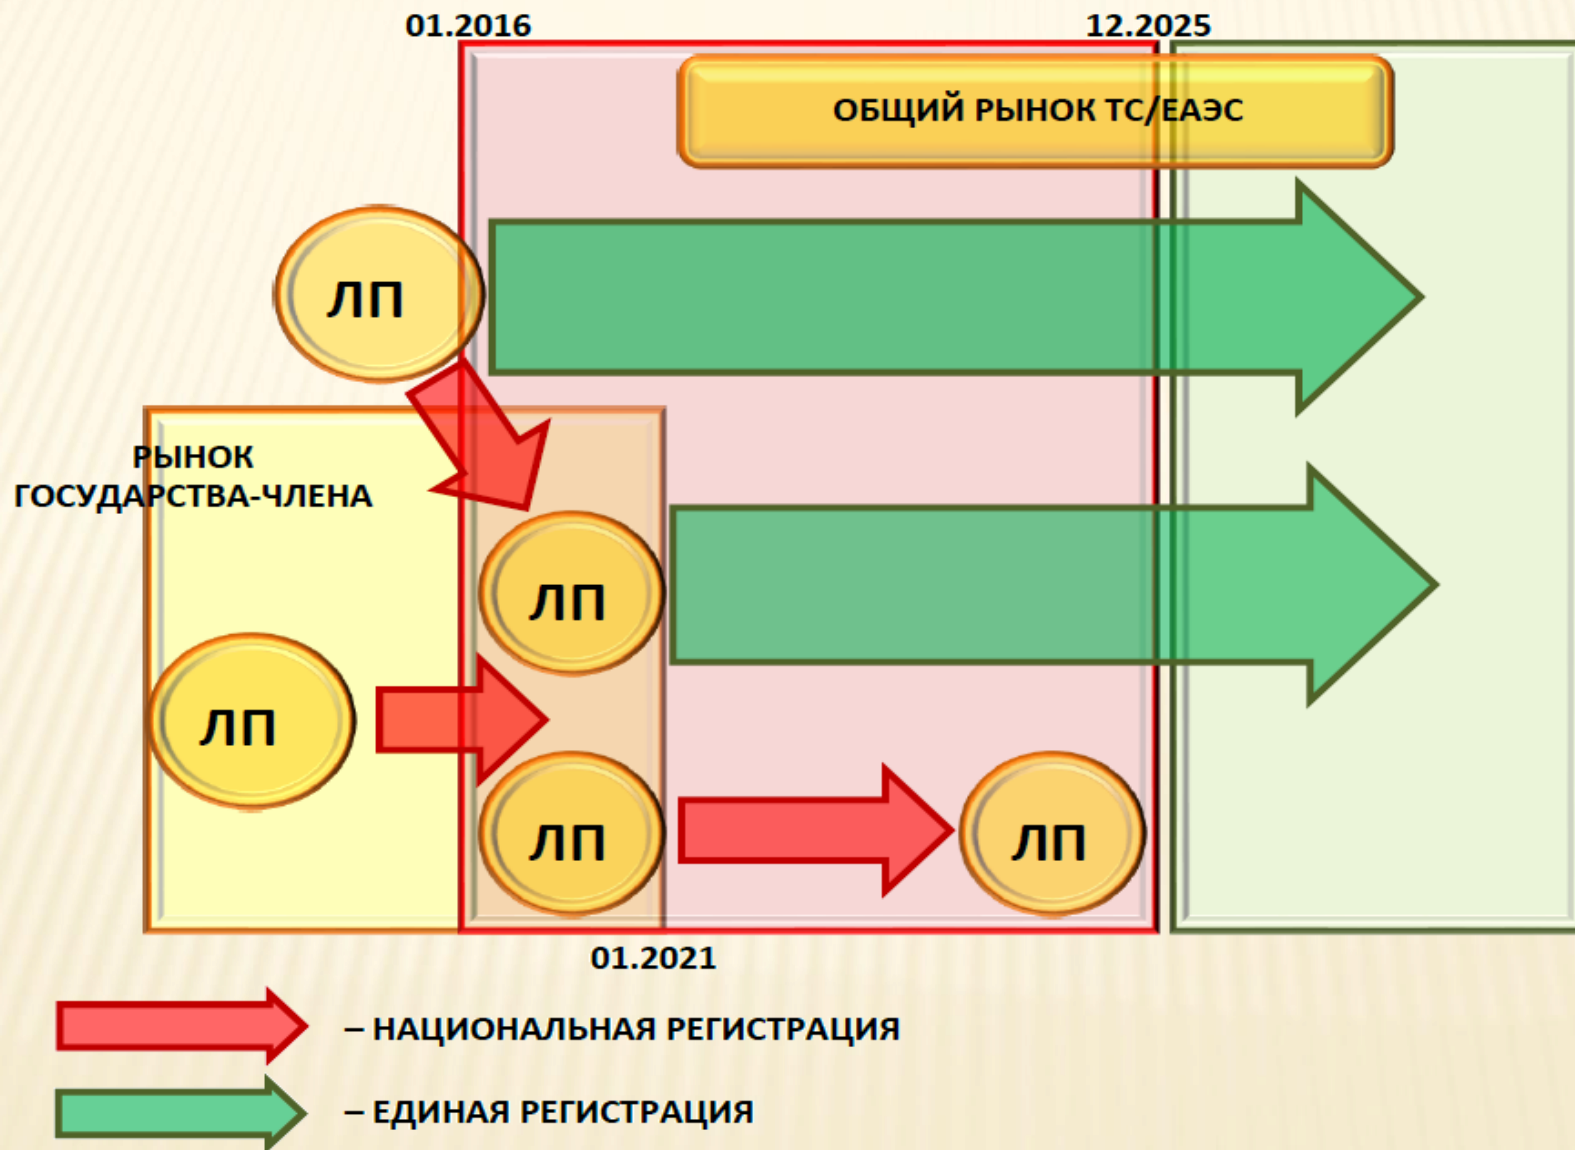 01.2016
12.2025
ОБЩИЙ РЫНОК ТС/ЕАЭС
ЛП
РЫНОК
ГОСУДАРСТВА-ЧЛЕНА
ЛП
ЛП
ЛП
ЛП
01.2021
– НАЦИОНАЛЬНАЯ РЕГИСТРАЦИЯ
– ЕДИНАЯ РЕГИСТРАЦИЯ